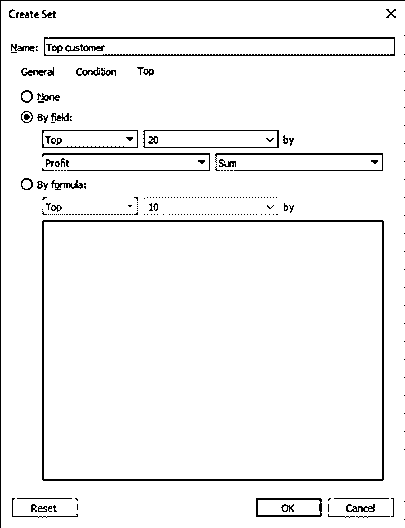 Create Set
Name: Top customer
General Condition Top
None
By field:
Top 20 by
Profit Sum
By formula:
Top 10 by
Reset OK Cancel